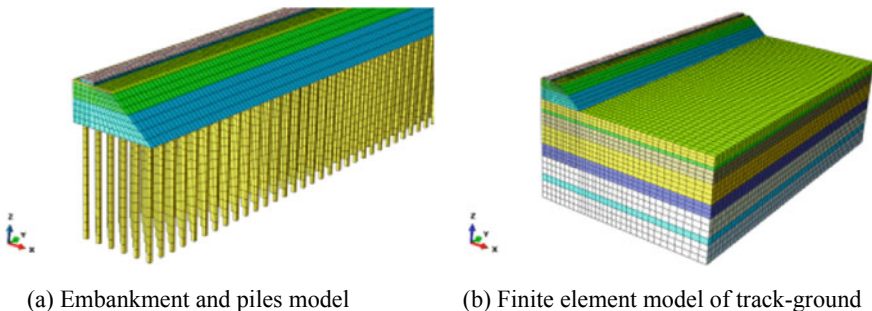 Z
Y
X
Z
Y
X
(a) Embankment and piles model
(b) Finite element model of track-ground